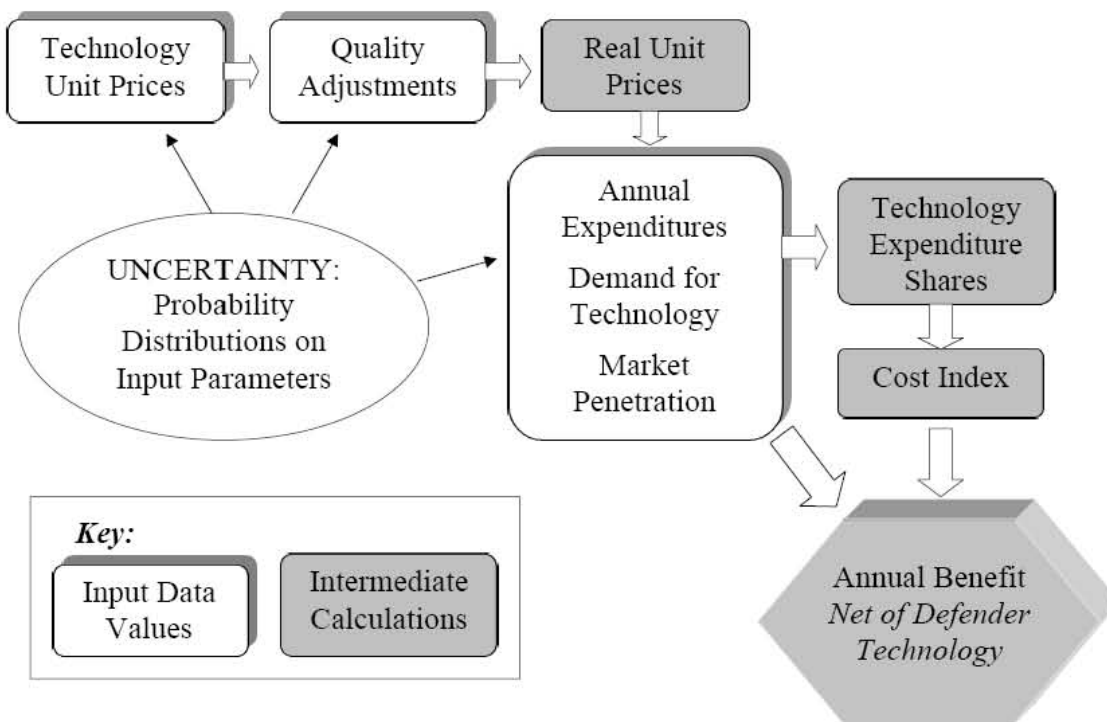 Technology
Unit Prices
Quality
Adjustments
Real Unit
Prices
UNCERTAINTY:
Probability
Distributions on
Input Parameters
Annual
Expenditures
Demand for
Technology
Market
Penetration
Technology
Expenditure
Shares
Cost Index
Annual Benefit
Net of Defender
Technology
Key:
Input Data
Values
Intermediate
Calculations